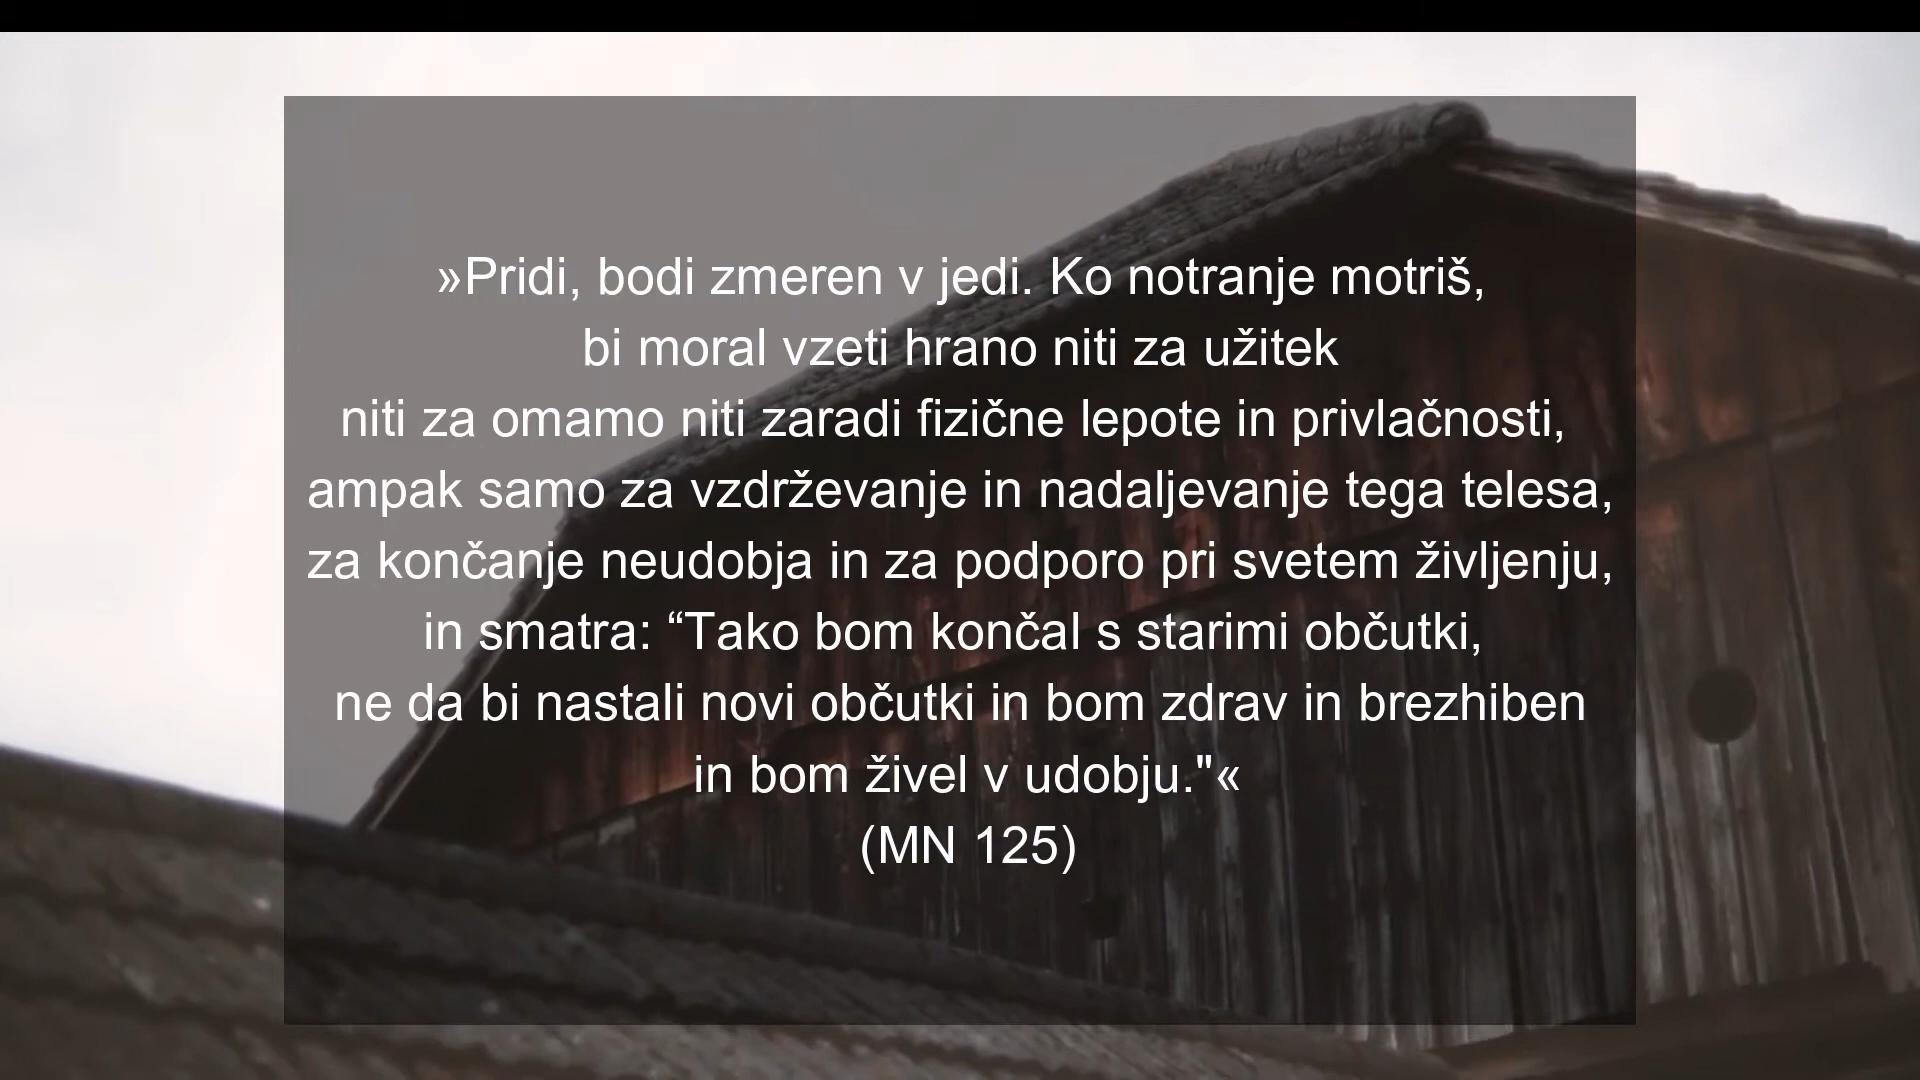 »Pridi, bodi zmeren v jedi. Ko notranje motriš,
bi moral vzeti hrano niti za užitek
niti za omamo niti zaradi fizične lepote in privlačnosti,
ampak samo za vzdrževanje in nadaljevanje tega telesa,
za končanje neudobja in za podporo pri svetem življenju,
in smatra: “Tako bom končal s starimi občutki,
ne da bi nastali novi občutki in bom zdrav in brezhiben
in bom živel v udobju."«
(MN 125)